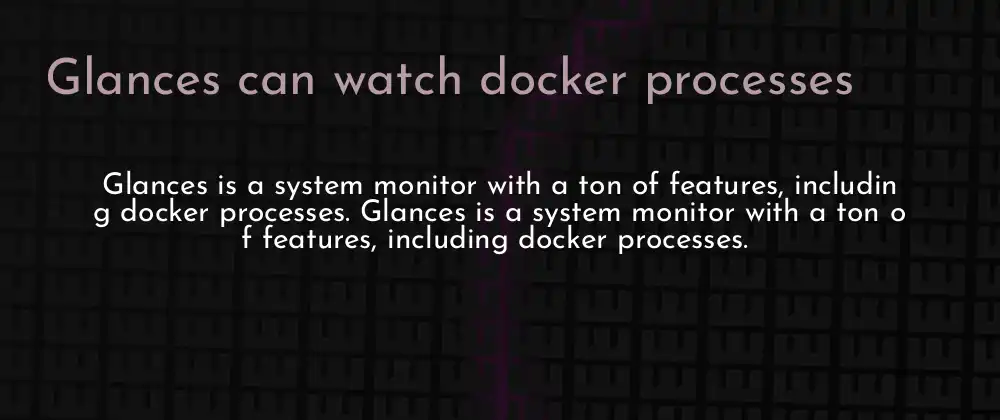 Glances can watch docker processes
Glances is a system monitor with a ton of features, includin
g docker processes. Glances is a system monitor with a ton o
f features, including docker processes.